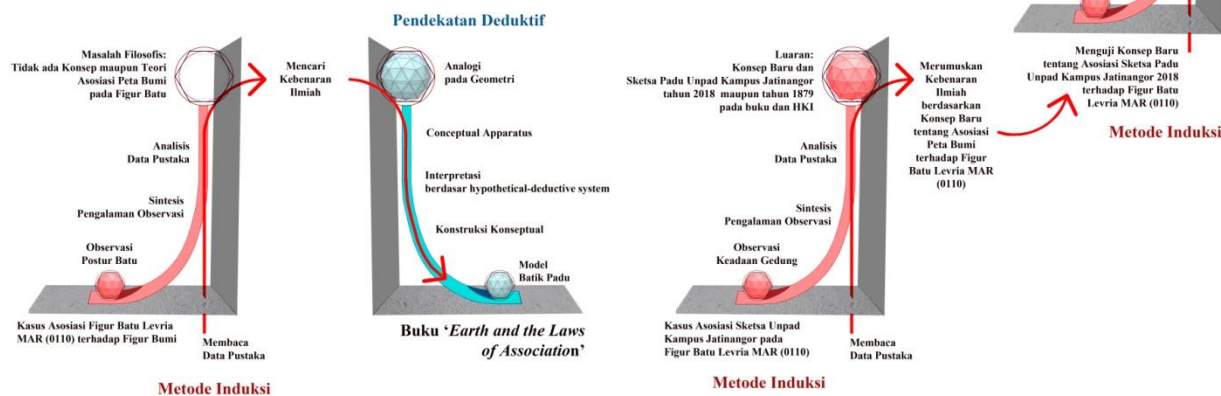 Pendekatan Deduktif
Masalah Filosofis:
Tidak ada Konsep maupun Teori
Asosiasi Peta Bumi
pada Figur Batu
Analisis
Data Pustaka
Sintesis
Pengalaman Observasi
Observasi
Postur Batu
Kasus Asosiasi Figur Batu Levria
MAR (0110) terhadap Figur Bumi
Membaca
Data Pustaka
Metode Induksi
Mencari
Kebenaran
Ilmiah
Analogi
pada Geometri
Conceptual Apparatus
Interpretasi
berdasar hypothetical-deductive system
Konstruksi Konseptual
Model
Batik Padu
Buku ‘Earth and the Laws
of Association’
Luaran:
Konsep Baru dan
Sketsa Padu Unpad Kampus Jatinangor
tahun 2018 maupun tahun 1879
pada buku dan HKI
Analisis
Data Pustaka
Sintesis
Pengalaman Observasi
Observasi
Keadaan Gedung
Kasus Asosiasi Sketsa Unpad
Kampus Jatinangor pada
Figur Batu Levria MAR (0110)
Membaca
Data Pustaka
Metode Induksi
Merumuskan
Kebenaran
Ilmiah
berdasarkan
Konsep Baru
tentang Asosiasi
Peta Bumi
terhadap Figur
Batu Levria MAR
(0110)
Menguji Konsep Baru
tentang Asosiasi Sketsa Padu
Unpad Kampus Jatinangor 2018
terhadap Figur Batu
Levria MAR (0110)
Metode Induksi